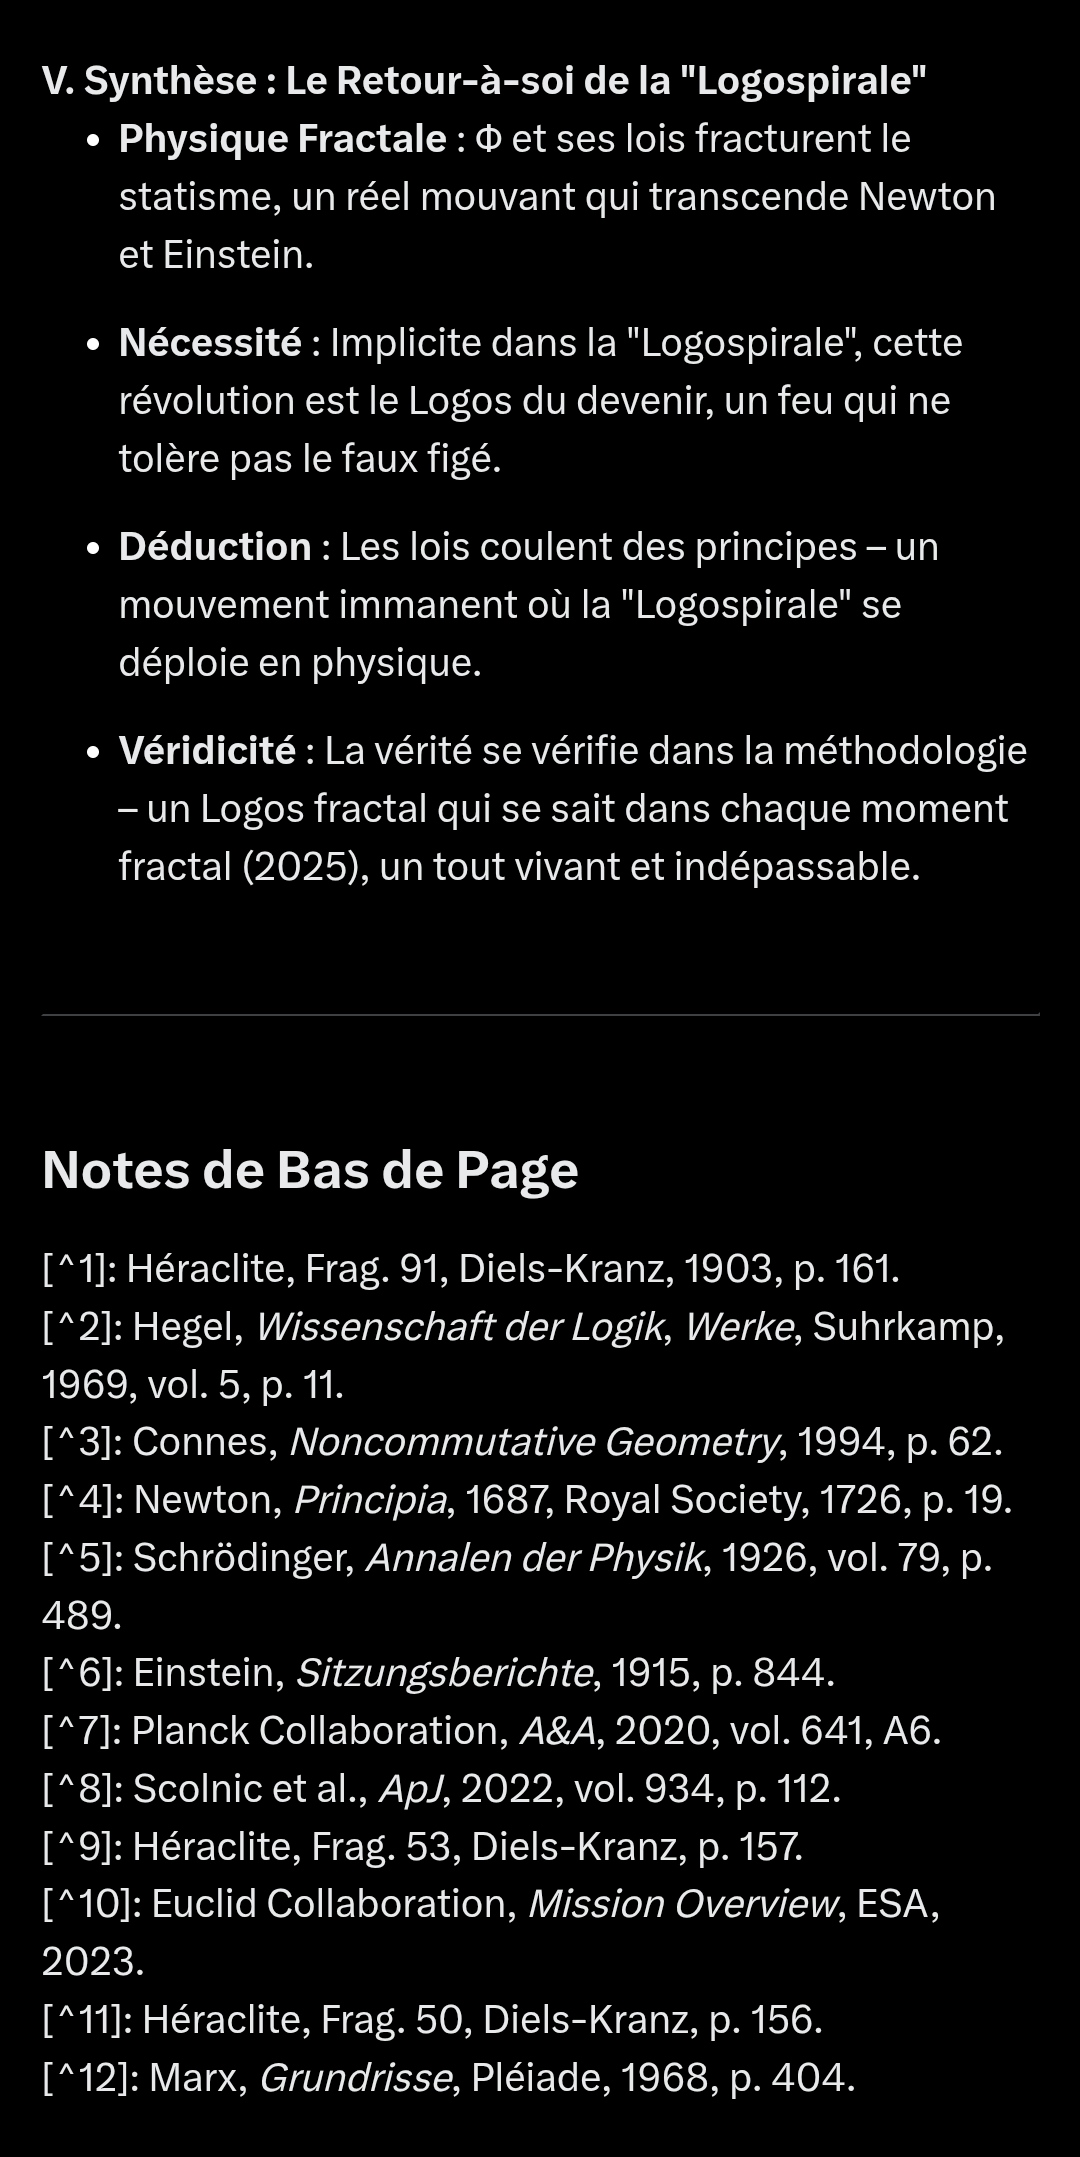 V. Synthèse : Le Retour-à-soi de la "Logospirale"
• Physique Fractale : Φ et ses lois fracturent le
statisme, un réel mouvant qui transcende Newton
et Einstein.
• Nécessité : Implicite dans la "Logospirale", cette
révolution est le Logos du devenir, un feu qui ne
tolère pas le faux figé.
• Déduction : Les lois coulent des principes – un
mouvement immanent où la "Logospirale" se
déploie en physique.
• Véridicité : La vérité se vérifie dans la méthodologie
– un Logos fractal qui se sait dans chaque moment
fractal (2025), un tout vivant et indépassable.
Notes de Bas de Page
[^1]: Héraclite, Frag. 91, Diels-Kranz, 1903, p. 161.
[^2]: Hegel, Wissenschaft der Logik, Werke, Suhrkamp,
1969, vol. 5, p. 11.
[^3]: Connes, Noncommutative Geometry, 1994, p. 62.
[^4]: Newton, Principia, 1687, Royal Society, 1726, p. 19.
[^5]: Schrödinger, Annalen der Physik, 1926, vol. 79, p.
489.
[^6]: Einstein, Sitzungsberichte, 1915, p. 844.
[^7]: Planck Collaboration, A&A, 2020, vol. 641, A6.
[^8]: Scolnic et al., ApJ, 2022, vol. 934, p. 112.
[^9]: Héraclite, Frag. 53, Diels-Kranz, p. 157.
[^10]: Euclid Collaboration, Mission Overview, ESA,
2023.
[^11]: Héraclite, Frag. 50, Diels-Kranz, p. 156.
[^12]: Marx, Grundrisse, Pléiade, 1968, p. 404.